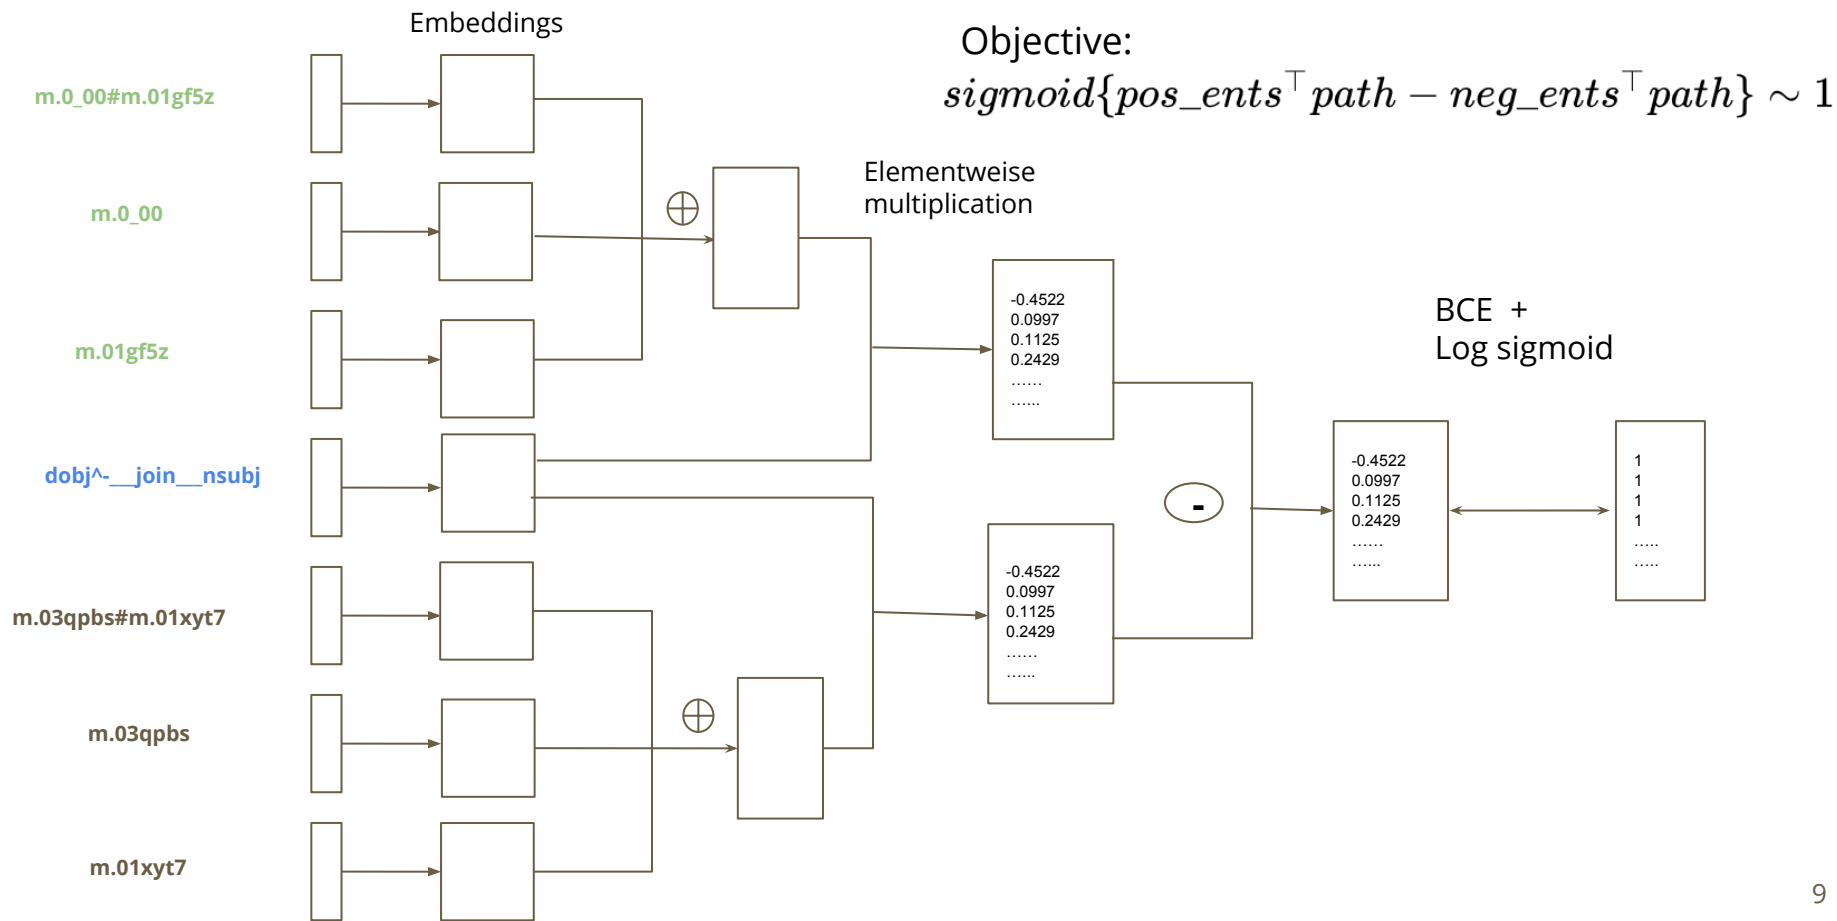 Embeddings
Objective:
sigmoid{pos_ents⊤path − neg_ents⊤path} ∼ 1
m.0_00#m.01gf5z
Elementweise
multiplication
m.0_00
⊕
-0.4522
0.0997
0.1125
0.2429
......
......
BCE +
Log sigmoid
m.01gf5z
dobj^-___join___nsubj
-
-0.4522
0.0997
0.1125
0.2429
......
......
1
1
1
1
.....
.....
-0.4522
0.0997
0.1125
0.2429
......
......
m.03qpbs#m.01xyt7
⊕
m.03qpbs
m.01xyt7
9